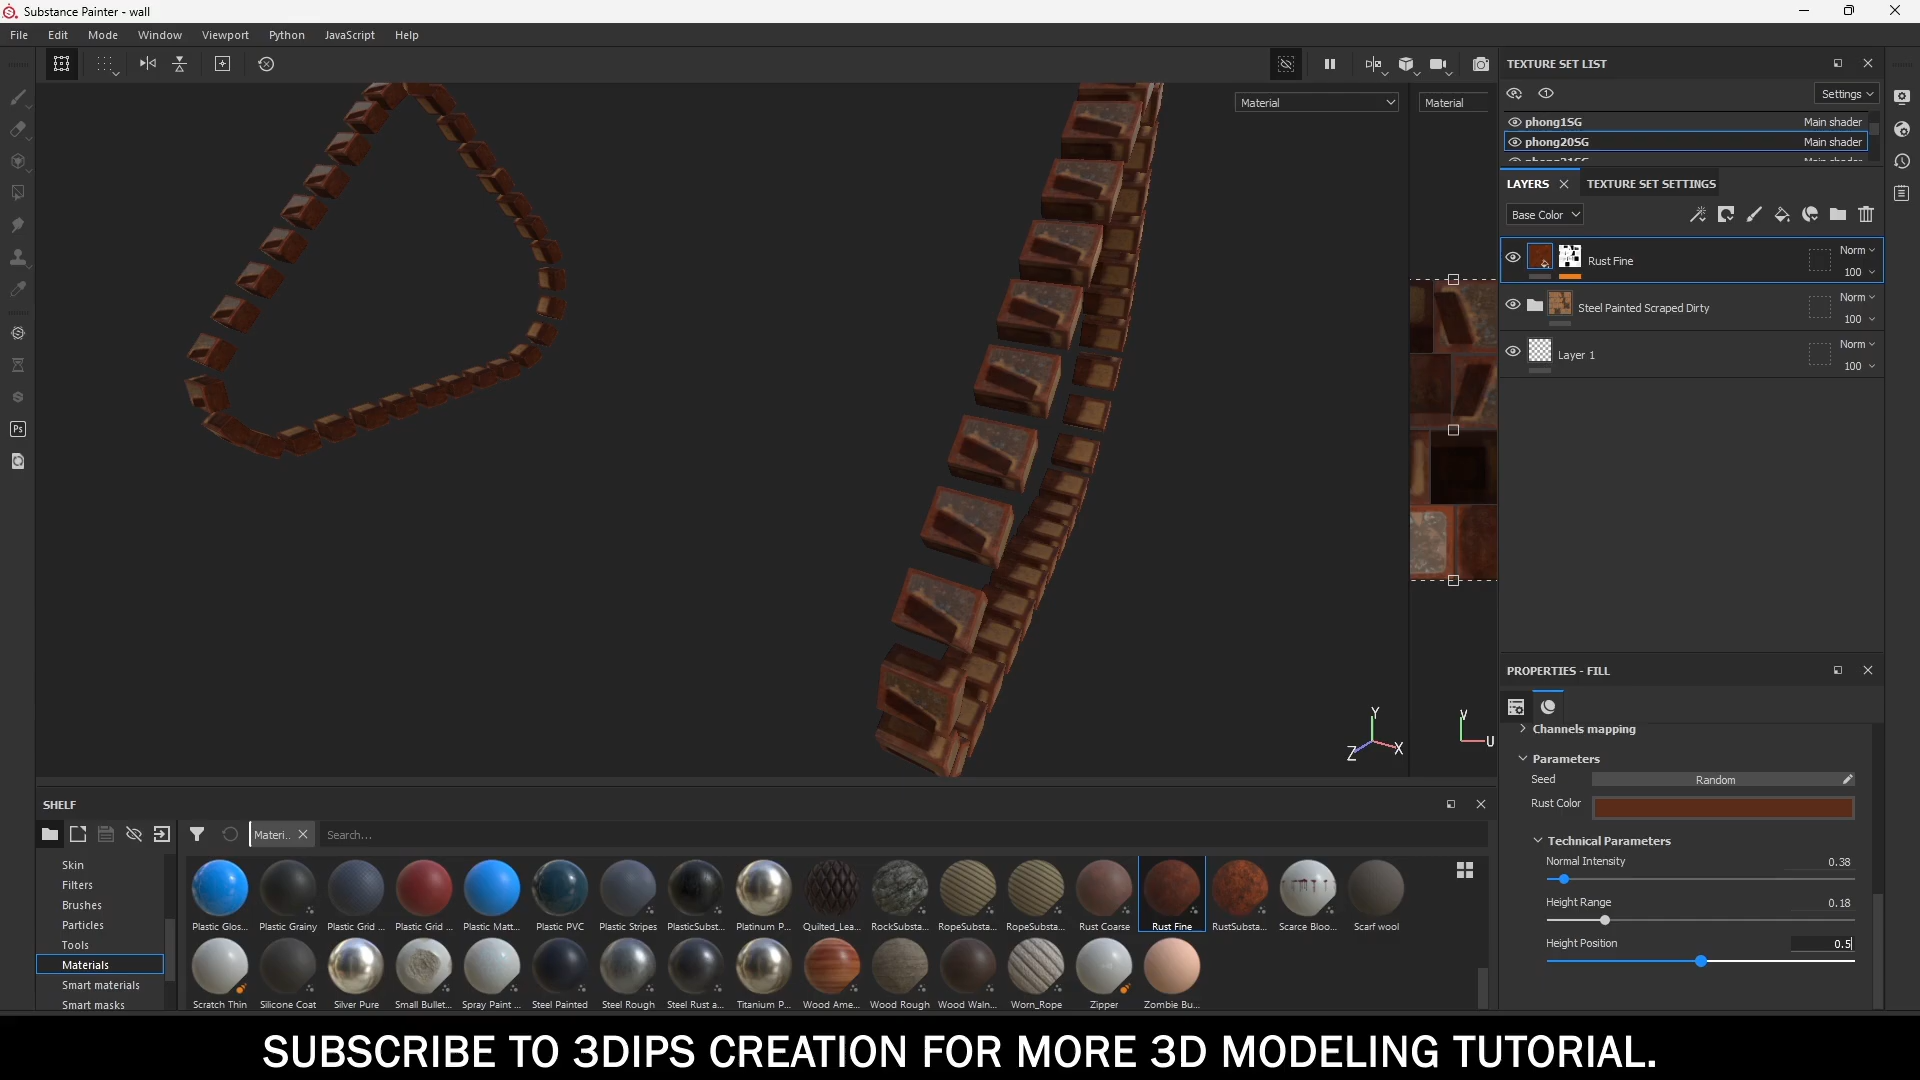 Substance Painter - wall
File Edit Mode Window Viewport Python JavaScript Help
Material
Material
TEXTURE SET LIST
Settings
phong1SG Main shader
phong20SG Main shader
LAYERS TEXTURE SET SETTINGS
Base Color
Rust Fine Norm 100
Steel Painted Scraped Dirty Norm 100
Layer 1 Norm 100
Y
Z X
V
U
Ps
PROPERTIES - FILL
Channels mapping
Parameters
Seed Random
Rust Color
Technical Parameters
Normal Intensity 0.38
Height Range 0.18
Height Position 0.5
SHELF
Materi.. Search...
Skin
Filters
Brushes
Particles
Tools
Materials
Smart materials
Smart masks
Plastic Glos... Plastic Grainy Plastic Grid ... Plastic Grid ... Plastic Matt... Plastic PVC Plastic Stripes PlasticSubst... Platinum P... Quilted_Lea... RockSubsta... RopeSubsta... RopeSubsta... Rust Coarse Rust Fine RustSubsta... Scarce Bloo... Scarf wool
Scratch Thin Silicone Coat Silver Pure Small Bullet... Spray Paint ... Steel Painted Steel Rough Steel Rust a... Titanium P... Wood Ame... Wood Rough Wood Waln... Worn_Rope Zipper Zombie Bu...
SUBSCRIBE TO 3DIPS CREATION FOR MORE 3D MODELING TUTORIAL.